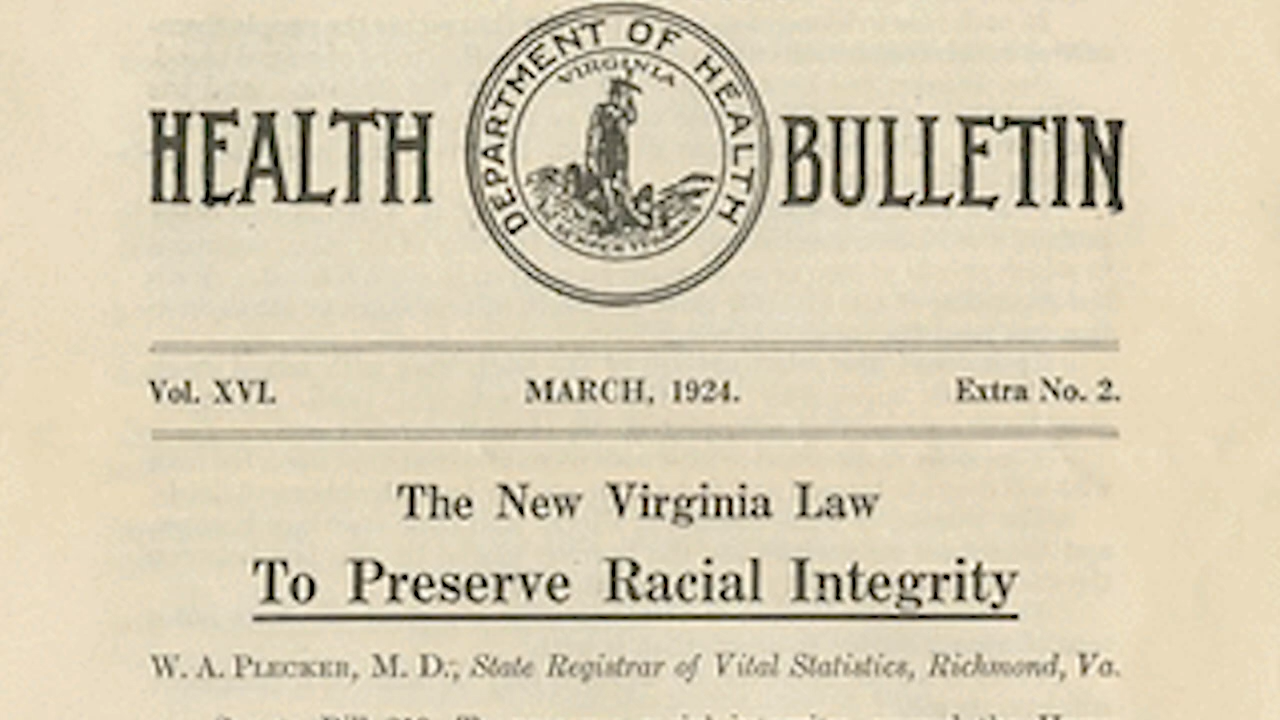 DEPARTMENT OF HEALTH
VIRGINIA
HEALTH BULLETIN
Vol. XVI. MARCH, 1924. Extra No. 2.
The New Virginia Law
To Preserve Racial Integrity
W. A. PLECKER, M. D., State Registrar of Vital Statistics, Richmond, Va.